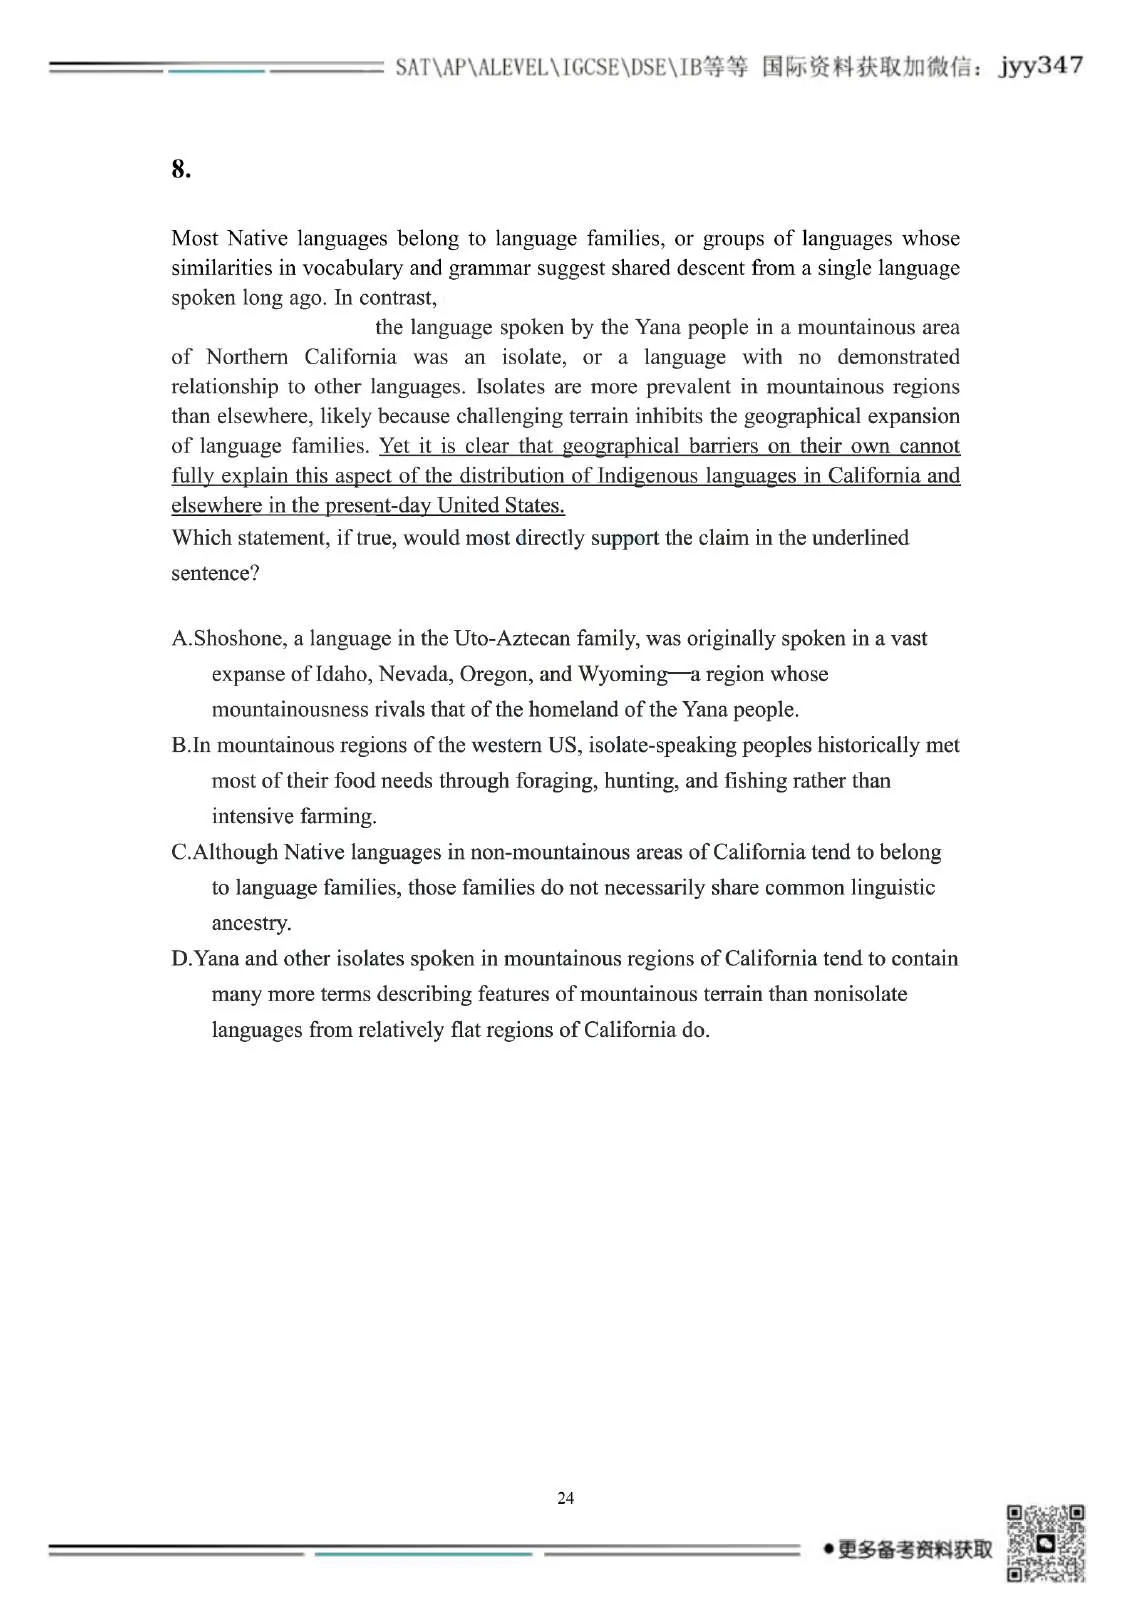 SAT\AP\ALEVEL\IGCSE\DSE\IB等等 国际资料获取加微信：jyy347
8.
Most Native languages belong to language families, or groups of languages whose
similarities in vocabulary and grammar suggest shared descent from a single language
spoken long ago. In contrast,
the language spoken by the Yana people in a mountainous area
of Northern California was an isolate, or a language with no demonstrated
relationship to other languages. Isolates are more prevalent in mountainous regions
than elsewhere, likely because challenging terrain inhibits the geographical expansion
of language families. Yet it is clear that geographical barriers on their own cannot
fully explain this aspect of the distribution of Indigenous languages in California and
elsewhere in the present-day United States.
Which statement, if true, would most directly support the claim in the underlined
sentence?
A.Shoshone, a language in the Uto-Aztecan family, was originally spoken in a vast
expanse of Idaho, Nevada, Oregon, and Wyoming—a region whose
mountainousness rivals that of the homeland of the Yana people.
B.In mountainous regions of the western US, isolate-speaking peoples historically met
most of their food needs through foraging, hunting, and fishing rather than
intensive farming.
C.Although Native languages in non-mountainous areas of California tend to belong
to language families, those families do not necessarily share common linguistic
ancestry.
D.Yana and other isolates spoken in mountainous regions of California tend to contain
many more terms describing features of mountainous terrain than nonisolate
languages from relatively flat regions of California do.
24
●更多备考资料获取